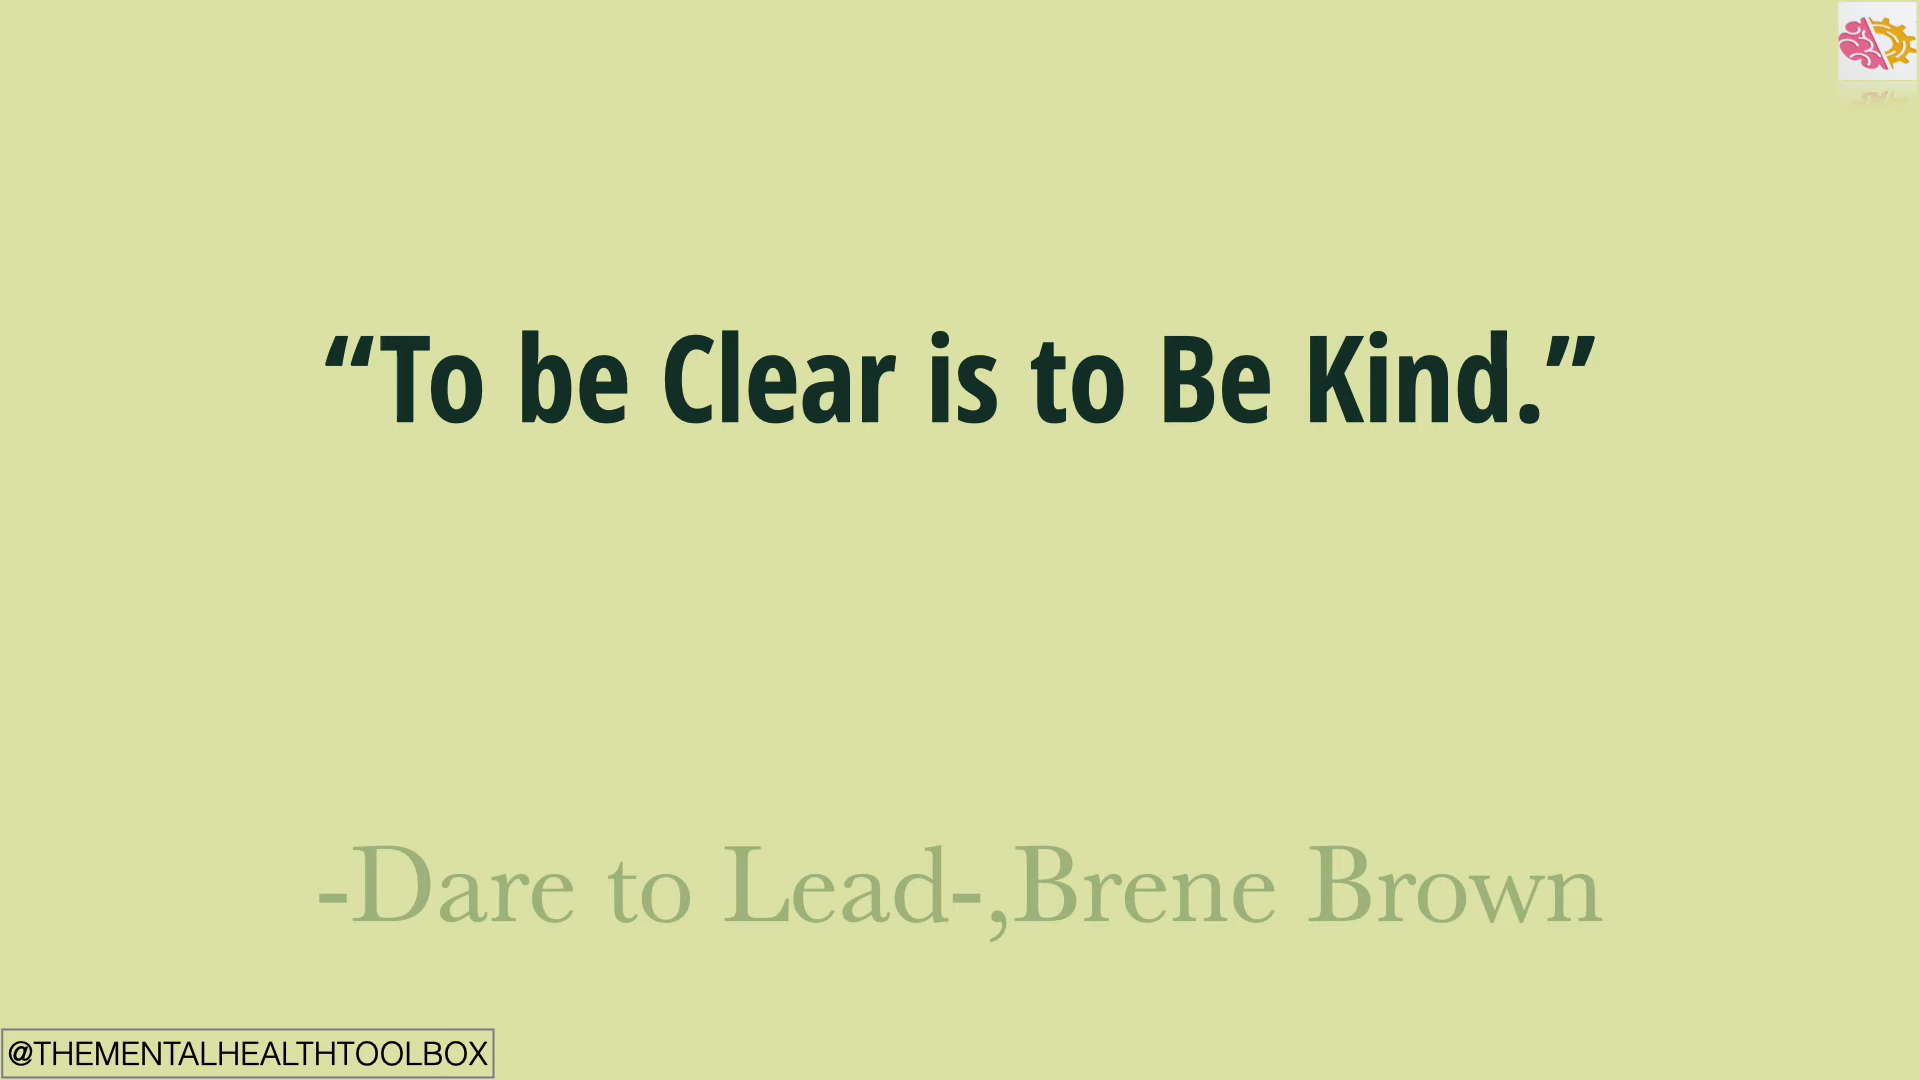 “To be Clear is to Be Kind.”
-Dare to Lead-,Brene Brown
@THEMENTALHEALTHTOOLBOX